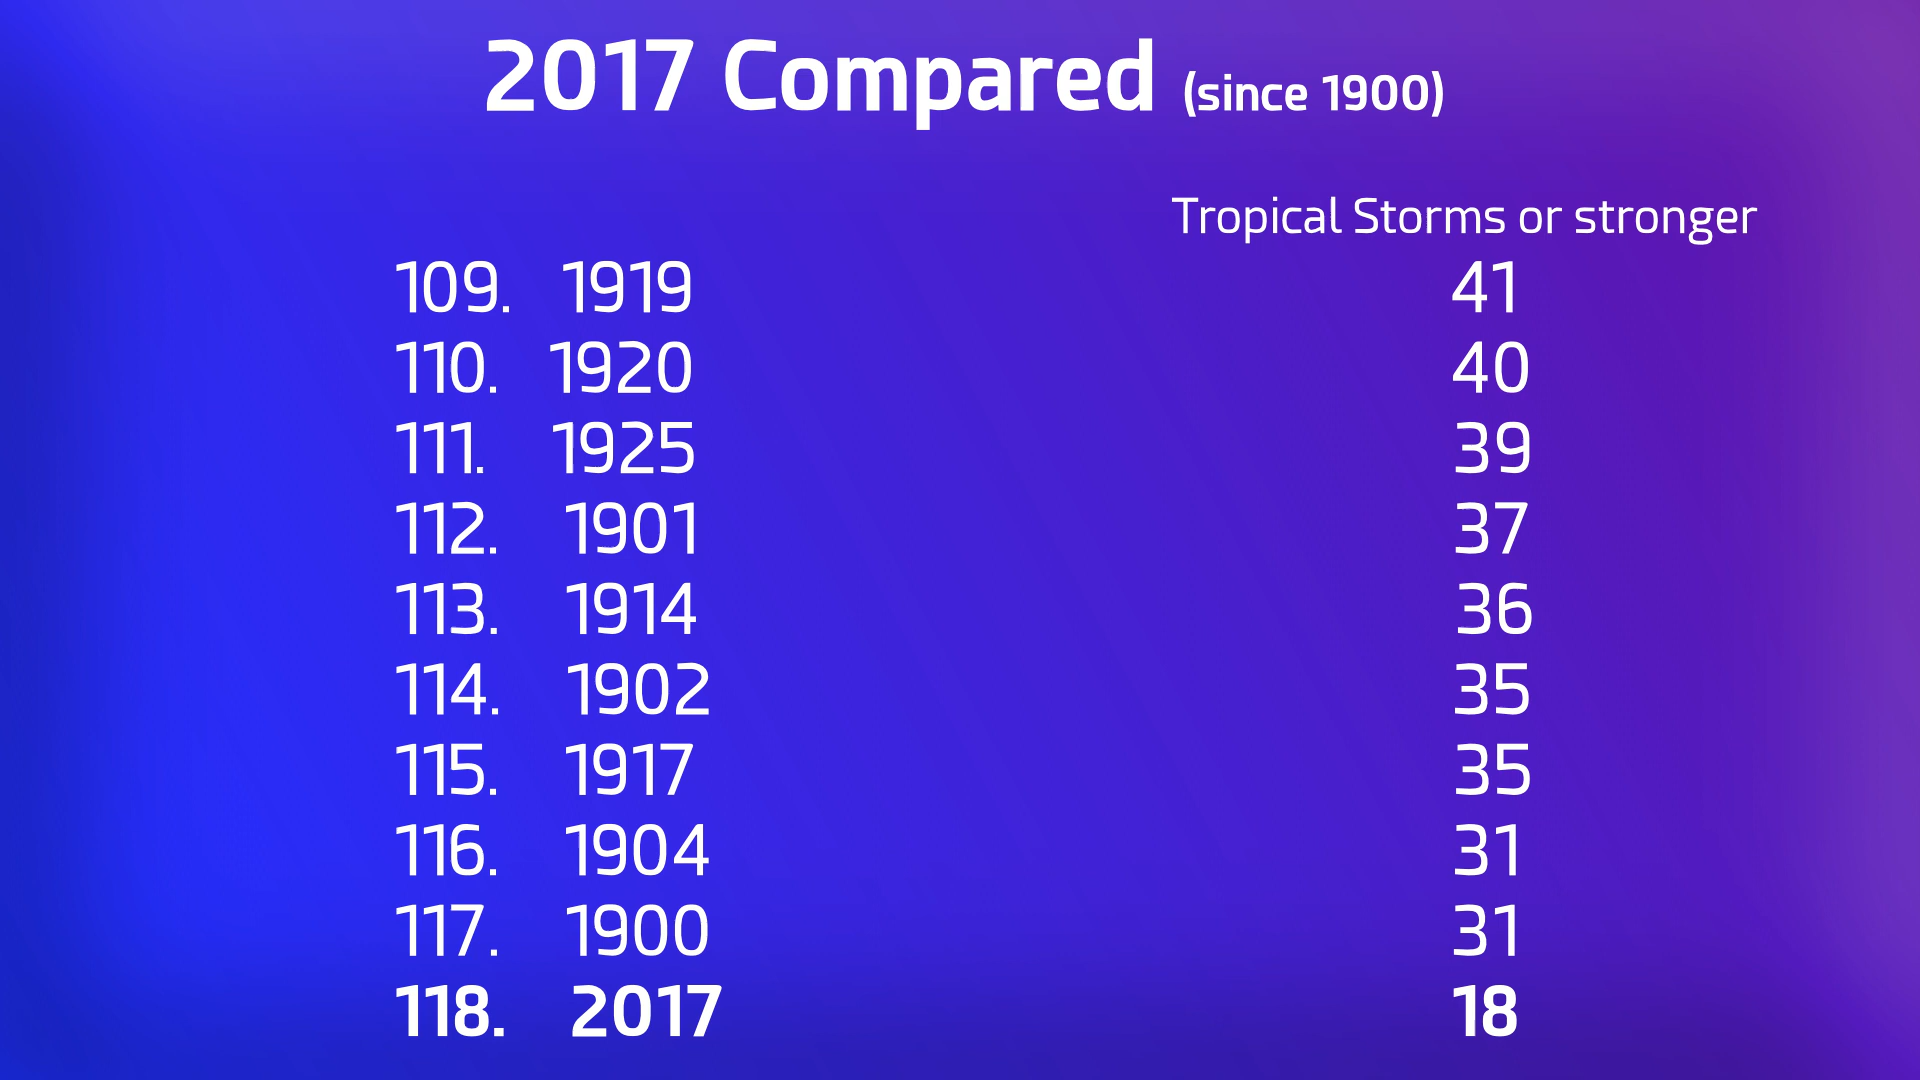 2017 Compared (since 1900)
Tropical Storms or stronger
109. 1919 41
110. 1920 40
111. 1925 39
112. 1901 37
113. 1914 36
114. 1902 35
115. 1917 35
116. 1904 31
117. 1900 31
118. 2017 18